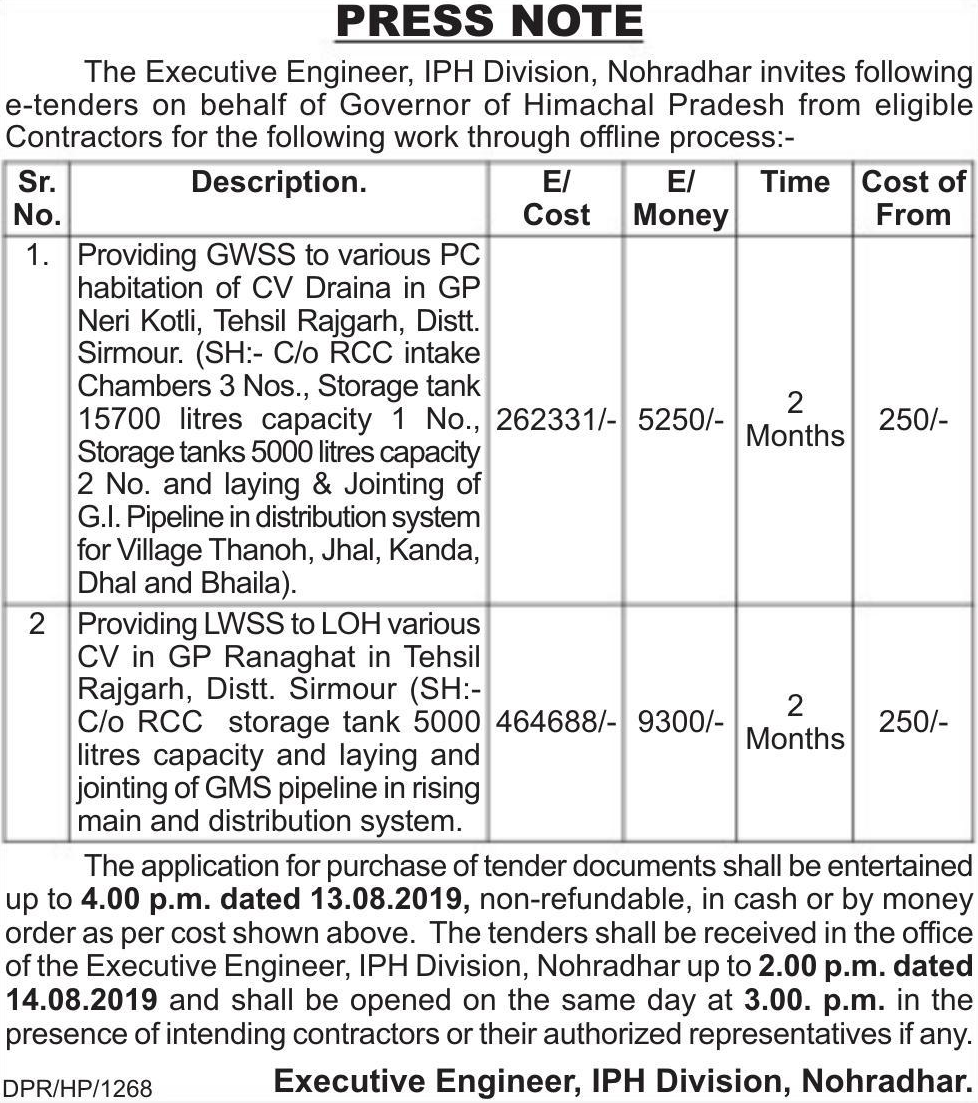 PRESS NOTE
The Executive Engineer, IPH Division, Nohradhar invites following
e-tenders on behalf of Governor of Himachal Pradesh from eligible
Contractors for the following work through offline process:-
Sr. No. Description. E/ Cost E/ Money Time Cost of From
1. Providing GWSS to various PC
habitation of CV Draina in GP
Neri Kotli, Tehsil Rajgarh, Distt.
Sirmour. (SH:- C/o RCC intake
Chambers 3 Nos., Storage tank
15700 litres capacity 1 No.,
Storage tanks 5000 litres capacity
2 No. and laying & Jointing of
G.I. Pipeline in distribution system
for Village Thanoh, Jhal, Kanda,
Dhal and Bhaila).
262331/- 5250/- 2 Months 250/-
2 Providing LWSS to LOH various
CV in GP Ranaghat in Tehsil
Rajgarh, Distt. Sirmour (SH:-
C/o RCC storage tank 5000
litres capacity and laying and
jointing of GMS pipeline in rising
main and distribution system.
464688/- 9300/- 2 Months 250/-
The application for purchase of tender documents shall be entertained
up to 4.00 p.m. dated 13.08.2019, non-refundable, in cash or by money
order as per cost shown above. The tenders shall be received in the office
of the Executive Engineer, IPH Division, Nohradhar up to 2.00 p.m. dated
14.08.2019 and shall be opened on the same day at 3.00. p.m. in the
presence of intending contractors or their authorized representatives if any.
DPR/HP/1268 Executive Engineer, IPH Division, Nohradhar.